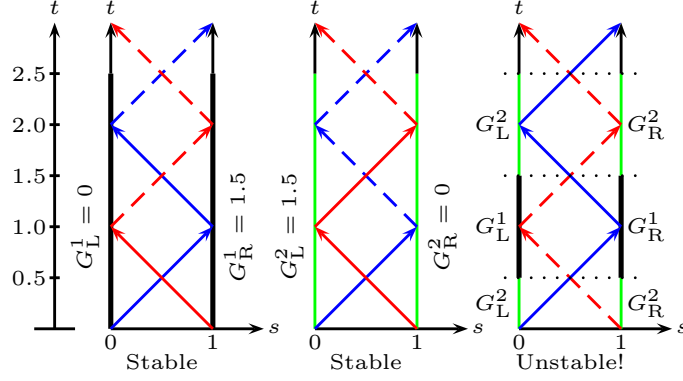 t
t
t
2.5
2.0
1.5
1.0
0.5
G_L^1 = 0
G_R^1 = 1.5
G_L^2 = 1.5
G_R^2 = 0
G_L^2
G_R^2
G_L^1
G_R^1
G_L^2
G_R^2
0 1 s
0 1 s
0 1 s
Stable
Stable
Unstable!